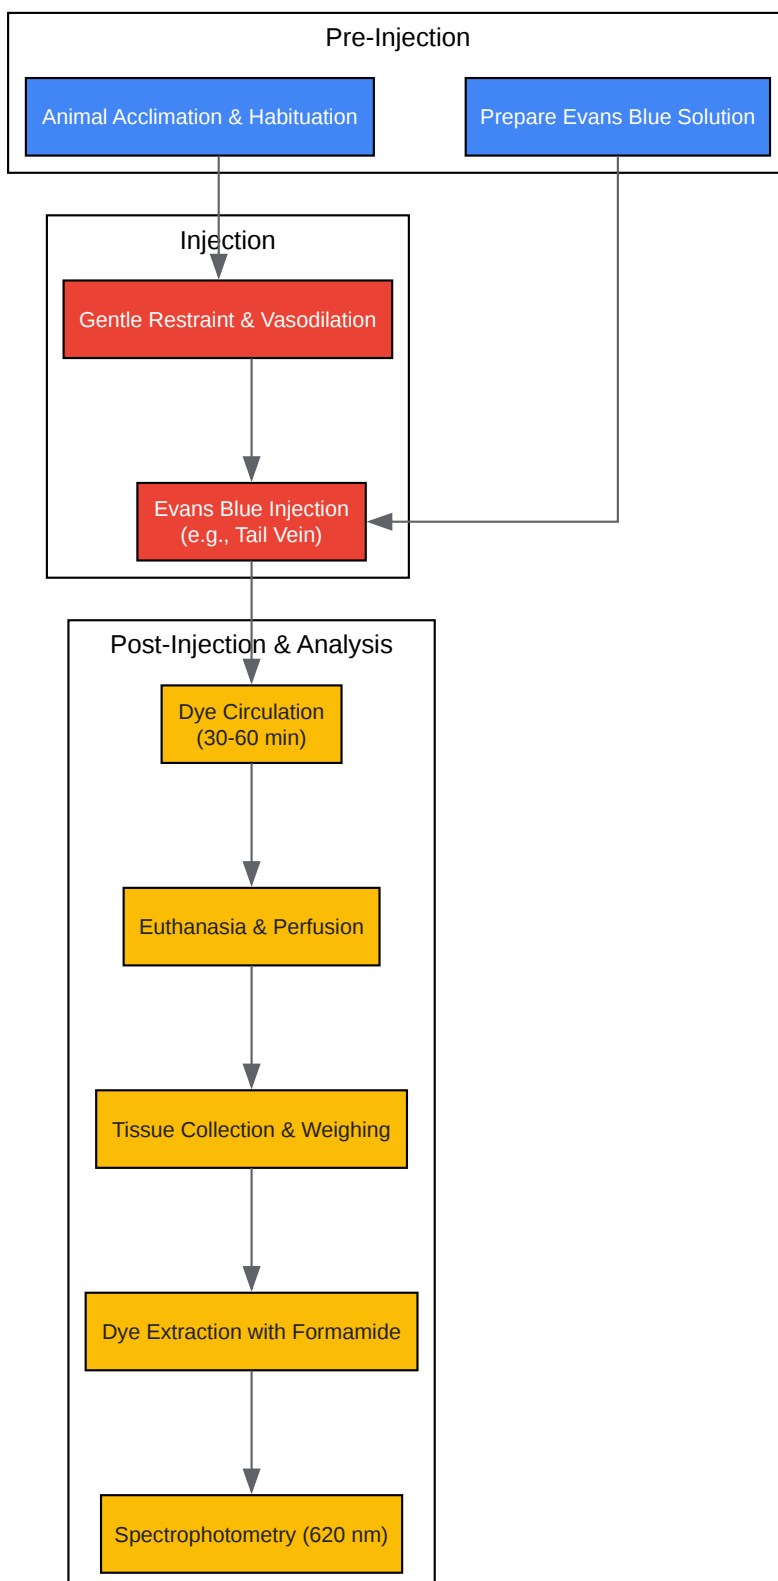 Pre-Injection
Animal Acclimation & Habituation
Prepare Evans Blue Solution
Injection
Gentle Restraint & Vasodilation
Evans Blue Injection
(e.g., Tail Vein)
Post-Injection & Analysis
Dye Circulation
(30-60 min)
Euthanasia & Perfusion
Tissue Collection & Weighing
Dye Extraction with Formamide
Spectrophotometry (620 nm)